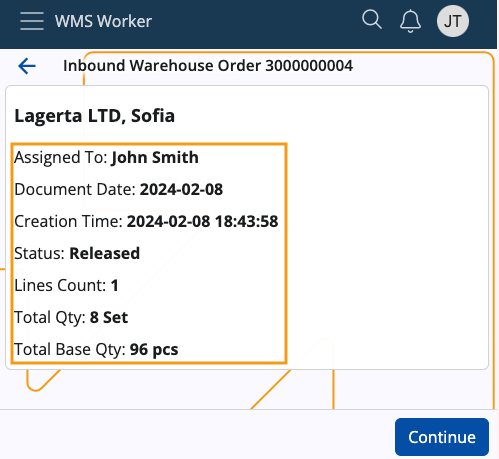 WMS Worker
JT
Inbound Warehouse Order 3000000004
Lagerta LTD, Sofia
Assigned To: John Smith
Document Date: 2024-02-08
Creation Time: 2024-02-08 18:43:58
Status: Released
Lines Count: 1
Total Qty: 8 Set
Total Base Qty: 96 pcs
Continue